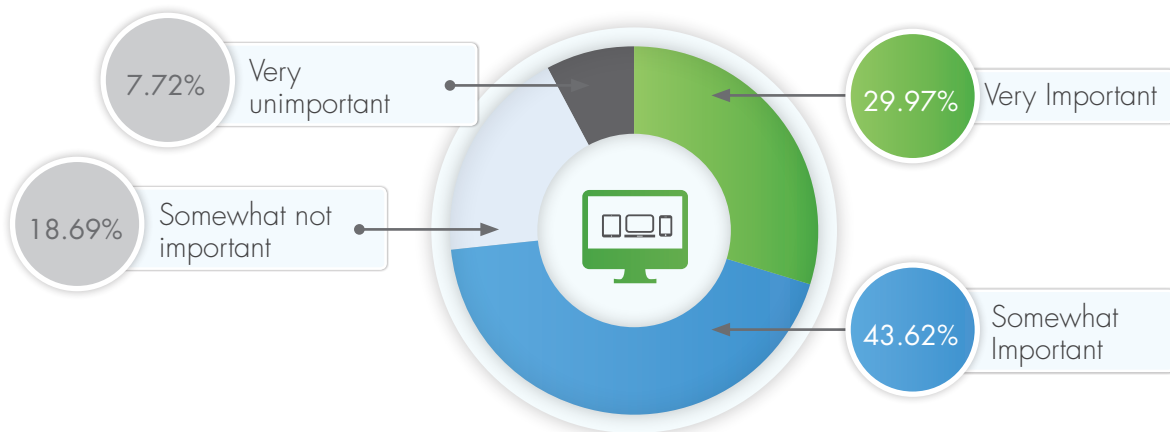 7.72%
Very
unimportant
29.97%
Very Important
18.69%
Somewhat not
important
43.62%
Somewhat
Important